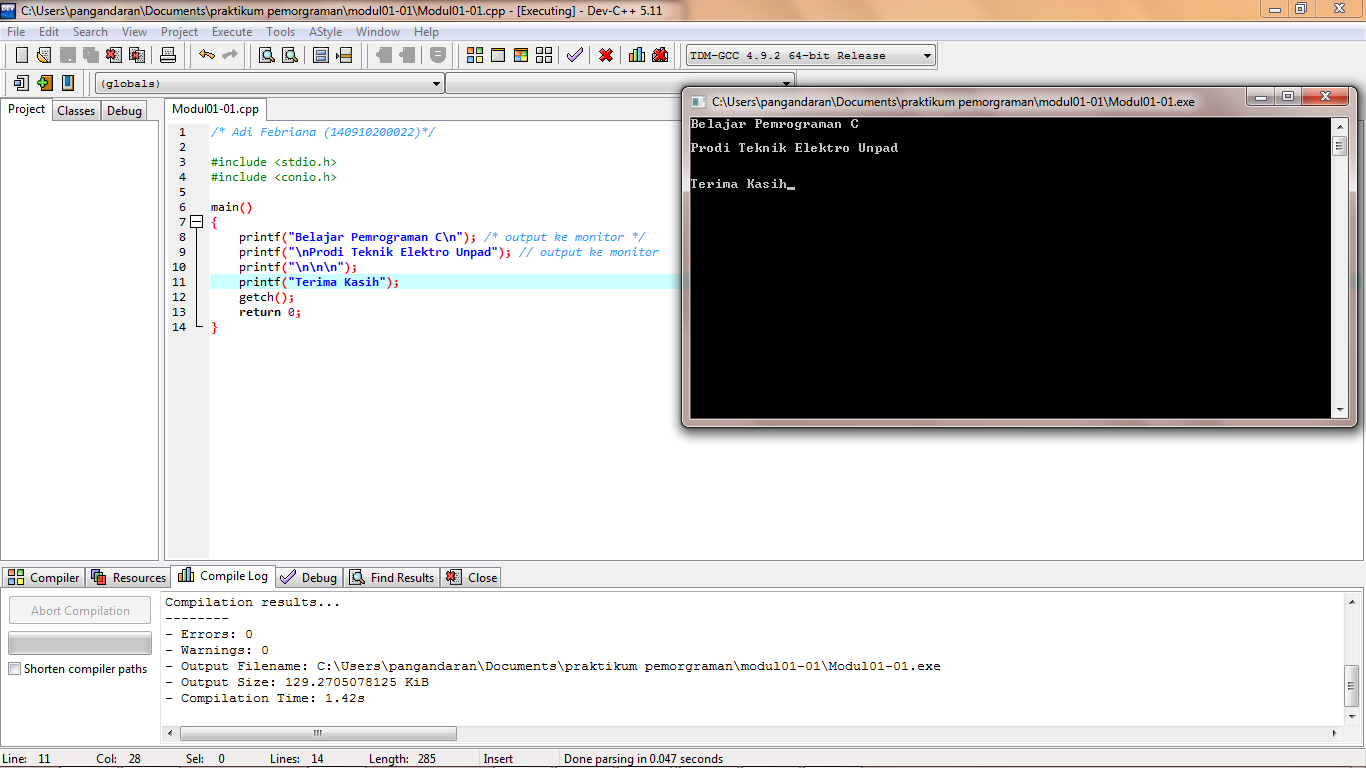 C:\Users\pangandaran\Documents\praktikum pemorgraman\modul01-01\Modul01-01.cpp - [Executing] - Dev-C++ 5.11
File Edit Search View Project Execute Tools AStyle Window Help
TDM-GCC 4.9.2 64-bit Release
(globals)
Project Classes Debug
Modul01-01.cpp
1 /* Adi Febriana (140910200022)*/
2
3 #include <stdio.h>
4 #include <conio.h>
5
6 main()
7 {
8 printf("Belajar Pemrograman C\n"); /* output ke monitor */
9 printf("\nProdi Teknik Elektro Unpad"); // output ke monitor
10 printf("\n\n\n");
11 printf("Terima Kasih");
12 getch();
13 return 0;
14 }
C:\Users\pangandaran\Documents\praktikum pemorgraman\modul01-01\Modul01-01.exe
Belajar Pemrograman C
Prodi Teknik Elektro Unpad
Terima Kasih_
Compiler Resources Compile Log Debug Find Results Close
Abort Compilation
Shorten compiler paths
Compilation results...
--------
- Errors: 0
- Warnings: 0
- Output Filename: C:\Users\pangandaran\Documents\praktikum pemorgraman\modul01-01\Modul01-01.exe
- Output Size: 129.2705078125 KiB
- Compilation Time: 1.42s
Line: 11 Col: 28 Sel: 0 Lines: 14 Length: 285 Insert Done parsing in 0.047 seconds